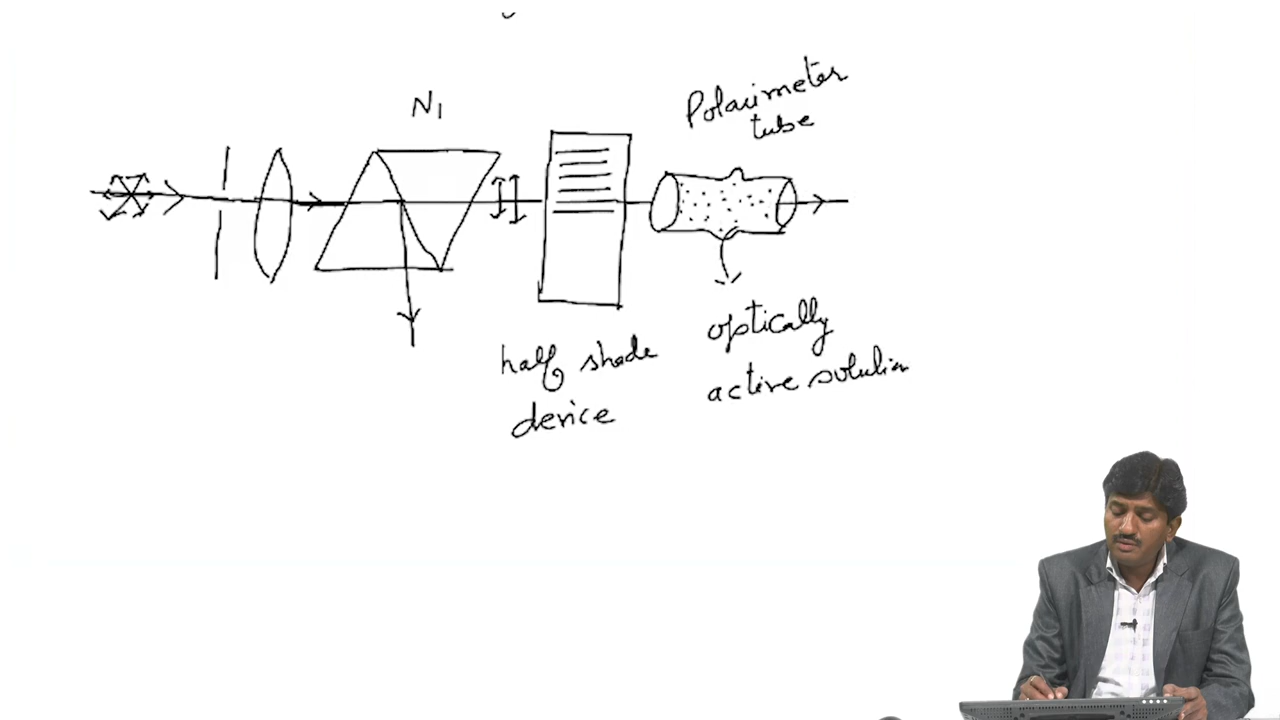 N1
Polarimeter
tube
half shade
device
optically
active solution